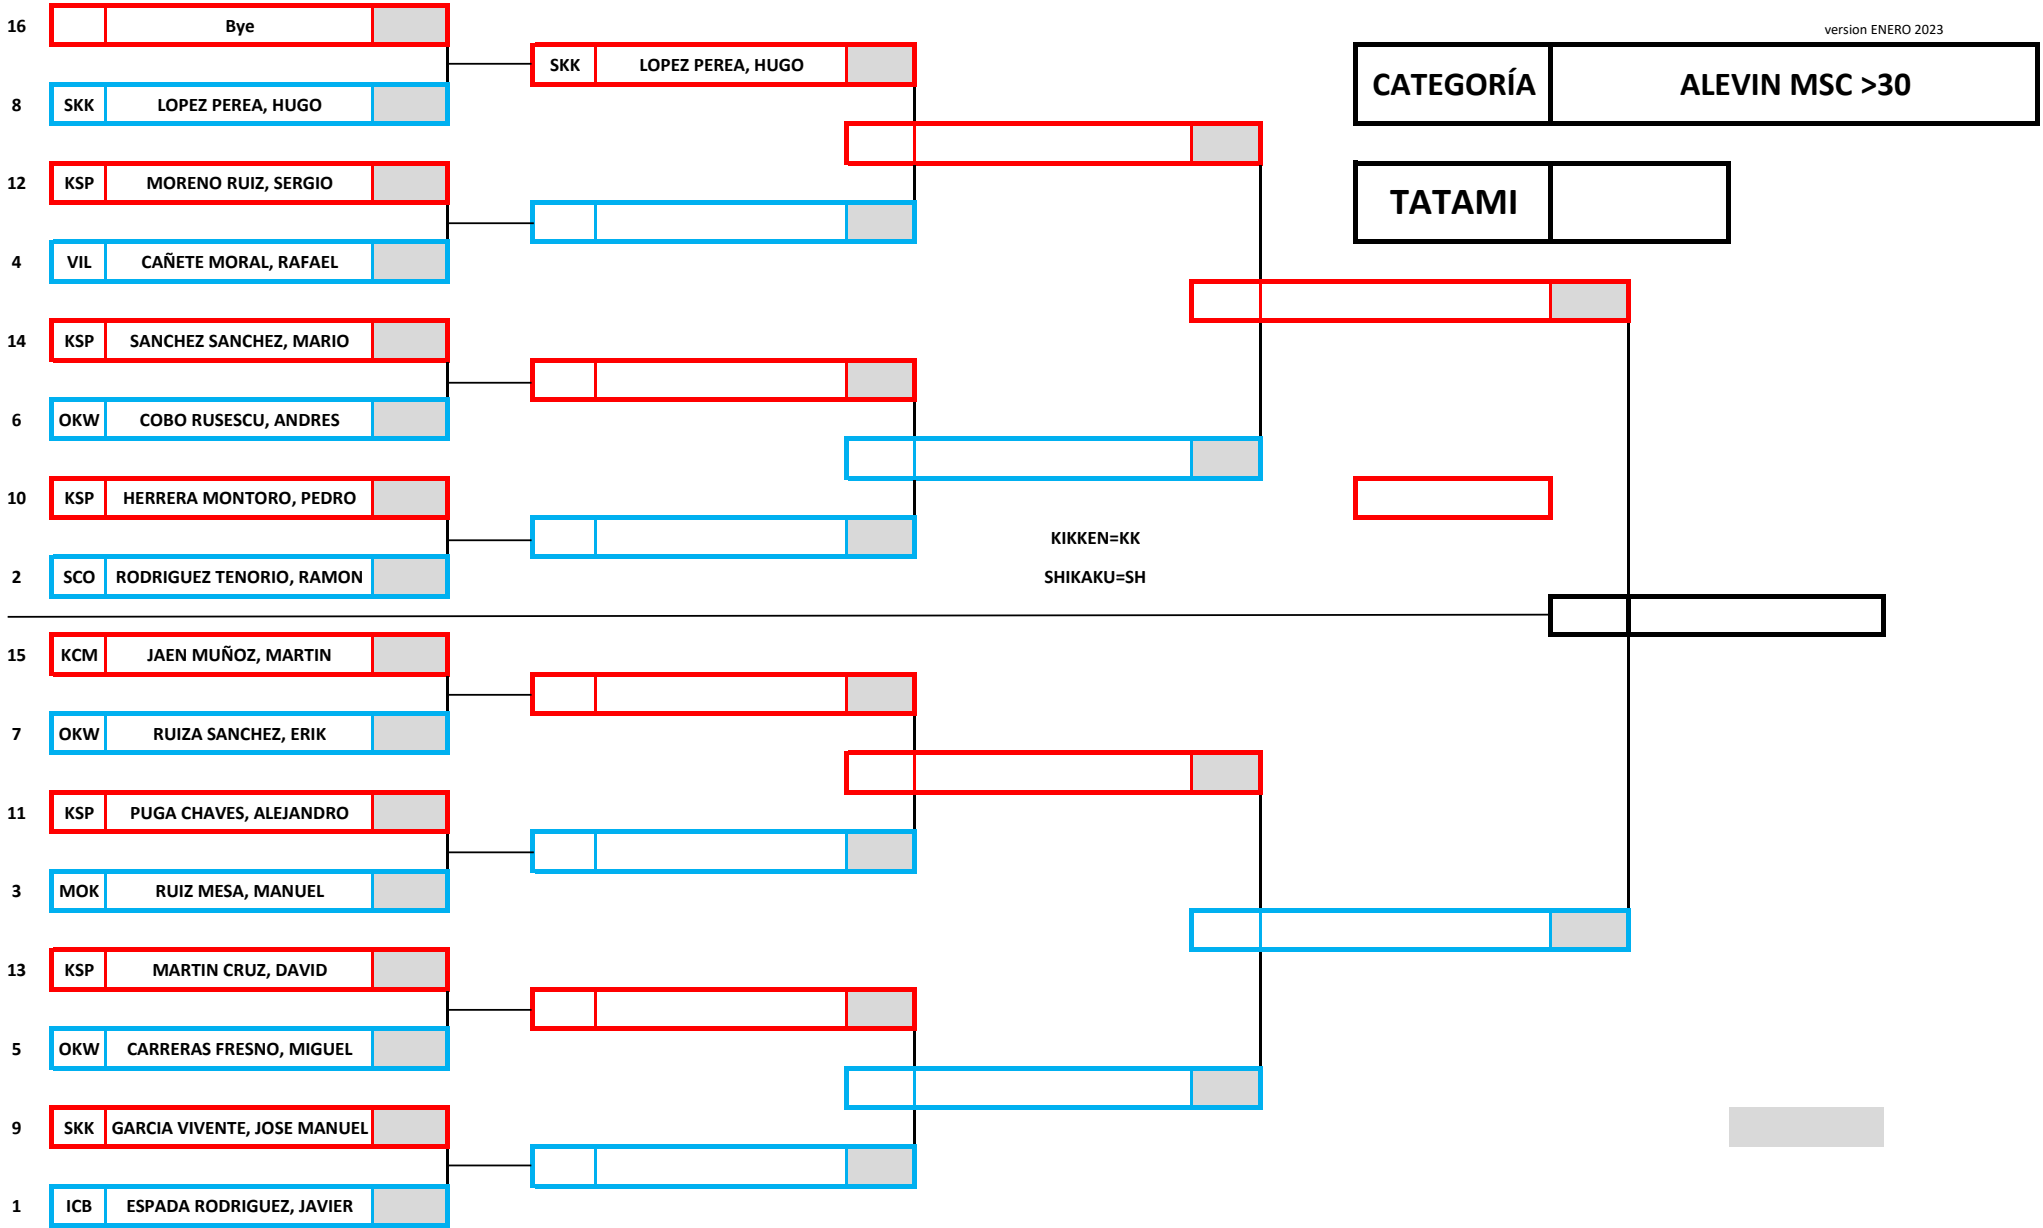 version ENERO 2023
CATEGORÍA ALEVIN MSC >30
TATAMI
16 Bye
SKK LOPEZ PEREA, HUGO
8 SKK LOPEZ PEREA, HUGO
12 KSP MORENO RUIZ, SERGIO
4 VIL CAÑETE MORAL, RAFAEL
14 KSP SANCHEZ SANCHEZ, MARIO
6 OKW COBO RUSESCU, ANDRES
10 KSP HERRERA MONTORO, PEDRO
KIKKEN=KK
2 SCO RODRIGUEZ TENORIO, RAMON
SHIKAKU=SH
15 KCM JAEN MUÑOZ, MARTIN
7 OKW RUIZA SANCHEZ, ERIK
11 KSP PUGA CHAVES, ALEJANDRO
3 MOK RUIZ MESA, MANUEL
13 KSP MARTIN CRUZ, DAVID
5 OKW CARRERAS FRESNO, MIGUEL
9 SKK GARCIA VIVENTE, JOSE MANUEL
1 ICB ESPADA RODRIGUEZ, JAVIER